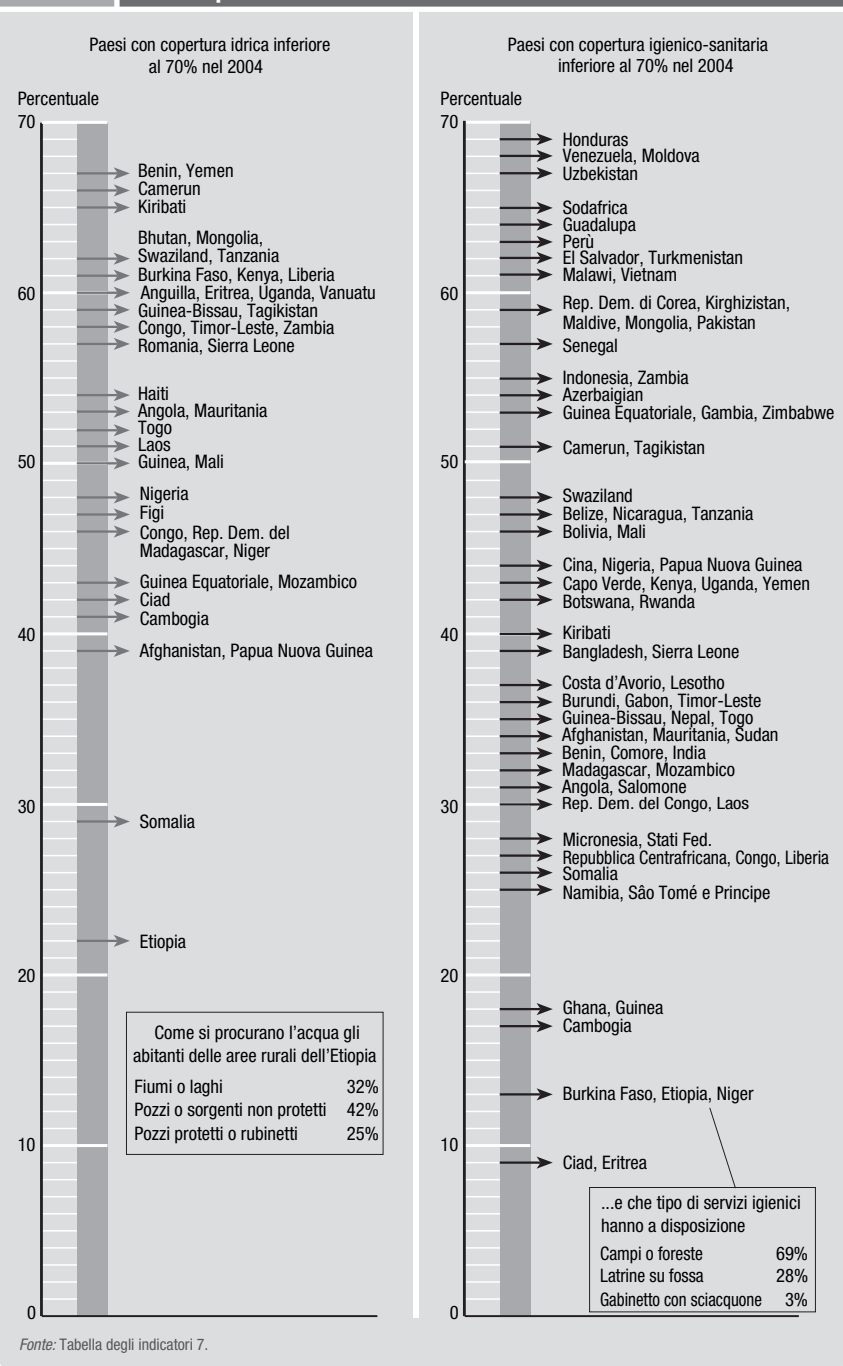 Paesi con copertura idrica inferiore
al 70% nel 2004
Percentuale
70
Benin, Yemen
Camerun
Kiribati
Bhutan, Mongolia,
Swaziland, Tanzania
Burkina Faso, Kenya, Liberia
60
Anguilla, Eritrea, Uganda, Vanuatu
Guinea-Bissau, Tagikistan
Congo, Timor-Leste, Zambia
Romania, Sierra Leone
Haiti
Angola, Mauritania
Togo
Laos
50
Guinea, Mali
Nigeria
Figi
Congo, Rep. Dem. del
Madagascar, Niger
Guinea Equatoriale, Mozambico
Ciad
Cambogia
40
Afghanistan, Papua Nuova Guinea
30
Somalia
Etiopia
20
Come si procurano l'acqua gli
abitanti delle aree rurali dell'Etiopia
Fiumi o laghi 32%
Pozzi o sorgenti non protetti 42%
Pozzi protetti o rubinetti 25%
10
0
Paesi con copertura igienico-sanitaria
inferiore al 70% nel 2004
Percentuale
70
Honduras
Venezuela, Moldova
Uzbekistan
Sodafrica
Guadalupa
Perù
El Salvador, Turkmenistan
Malawi, Vietnam
60
Rep. Dem. di Corea, Kirghizistan,
Maldive, Mongolia, Pakistan
Senegal
Indonesia, Zambia
Azerbaigian
Guinea Equatoriale, Gambia, Zimbabwe
Camerun, Tagikistan
50
Swaziland
Belize, Nicaragua, Tanzania
Bolivia, Mali
Cina, Nigeria, Papua Nuova Guinea
Capo Verde, Kenya, Uganda, Yemen
Botswana, Rwanda
40
Kiribati
Bangladesh, Sierra Leone
Costa d'Avorio, Lesotho
Burundi, Gabon, Timor-Leste
Guinea-Bissau, Nepal, Togo
Afghanistan, Mauritania, Sudan
Benin, Comore, India
Madagascar, Mozambico
Angola, Salomone
30
Rep. Dem. del Congo, Laos
Micronesia, Stati Fed.
Repubblica Centrafricana, Congo, Liberia
Somalia
Namibia, Sâo Tomé e Principe
20
Ghana, Guinea
Cambogia
Burkina Faso, Etiopia, Niger
10
Ciad, Eritrea
...e che tipo di servizi igienici
hanno a disposizione
Campi o foreste 69%
Latrine su fossa 28%
Gabinetto con sciacquone 3%
0
Fonte: Tabella degli indicatori 7.